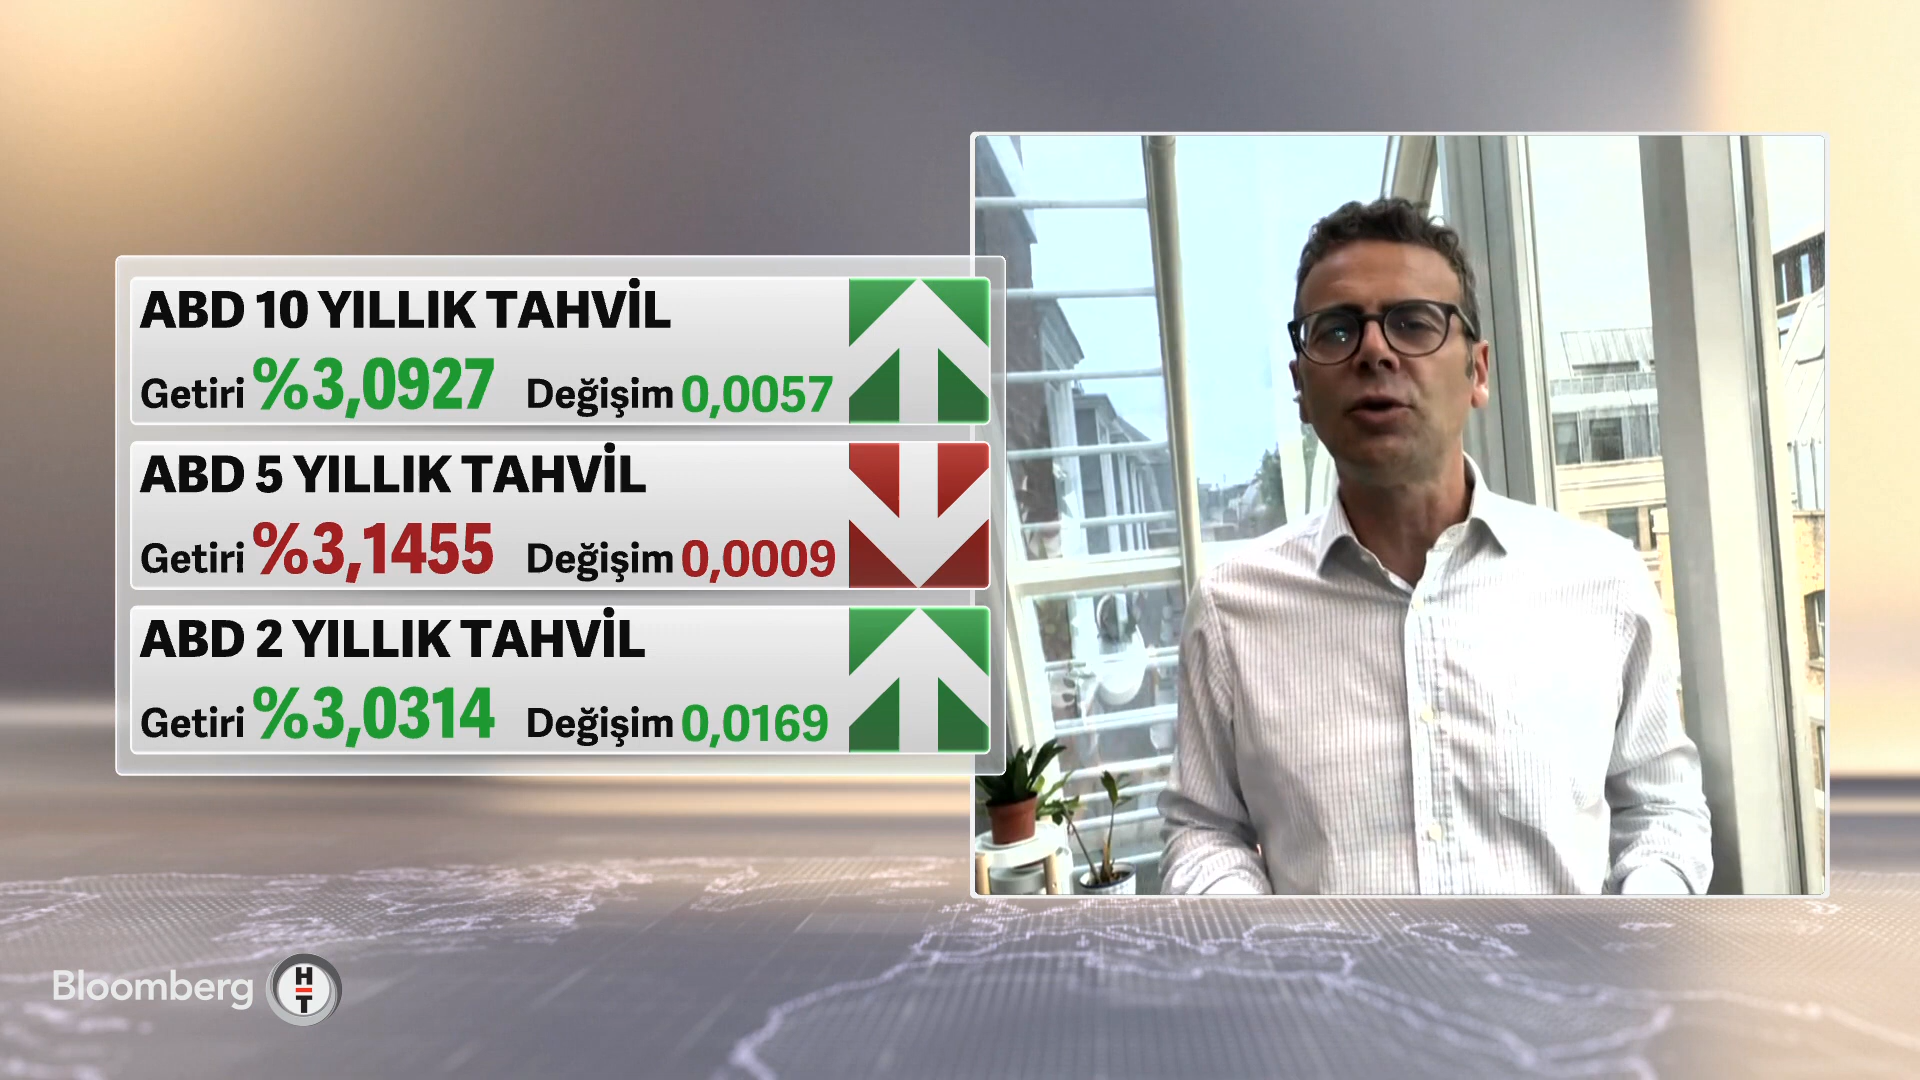 ABD 10 YILLIK TAHVİL
Getiri %3,0927 Değişim 0,0057
ABD 5 YILLIK TAHVİL
Getiri %3,1455 Değişim 0,0009
ABD 2 YILLIK TAHVİL
Getiri %3,0314 Değişim 0,0169
Bloomberg HT